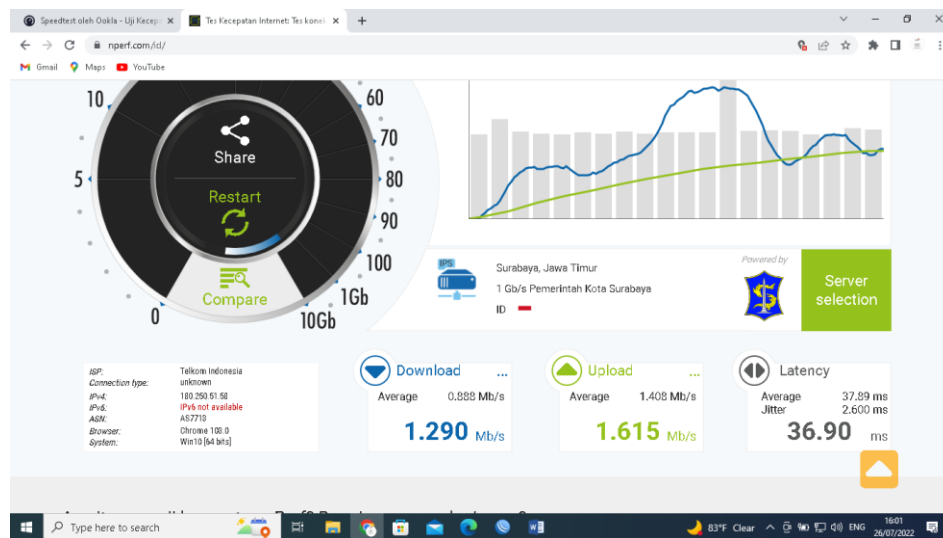 Speedtest oleh Ookla - Uji Kecep
Tes Kecepatan Internet: Tes konek
nperf.com/id/
Gmail
Maps
YouTube
10
60
70
5
80
90
100
0
1Gb
10Gb
Share
Restart
Compare
IPS
Surabaya, Jawa Timur
1 Gb/s Pemerintah Kota Surabaya
ID
Powered by
Server
selection
ISP: Telkom Indonesia
Connection type: unknown
IPv4: 180.250.51.58
IPv6: IPv6 not available
ASN: AS7713
Browser: Chrome 103.0
System: Win10 [64 bits]
Download ...
Average 0.888 Mb/s
1.290 Mb/s
Upload ...
Average 1.408 Mb/s
1.615 Mb/s
Latency
Average 37.89 ms
Jitter 2.600 ms
36.90 ms
Type here to search
83°F Clear
ENG
16:01
26/07/2022